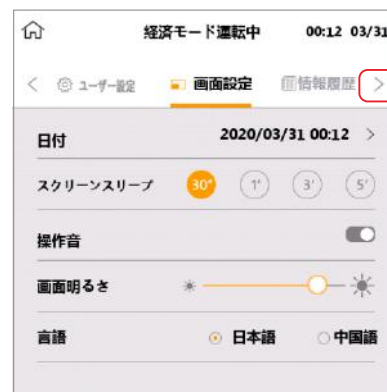 経済モード運転中 00:12 03/31
< ユーザー設定 画面設定 情報履歴 >
日付 2020/03/31 00:12 >
スクリーンスリープ 30" 1' 3' 5'
操作音
画面明るさ
言語 日本語 中国語